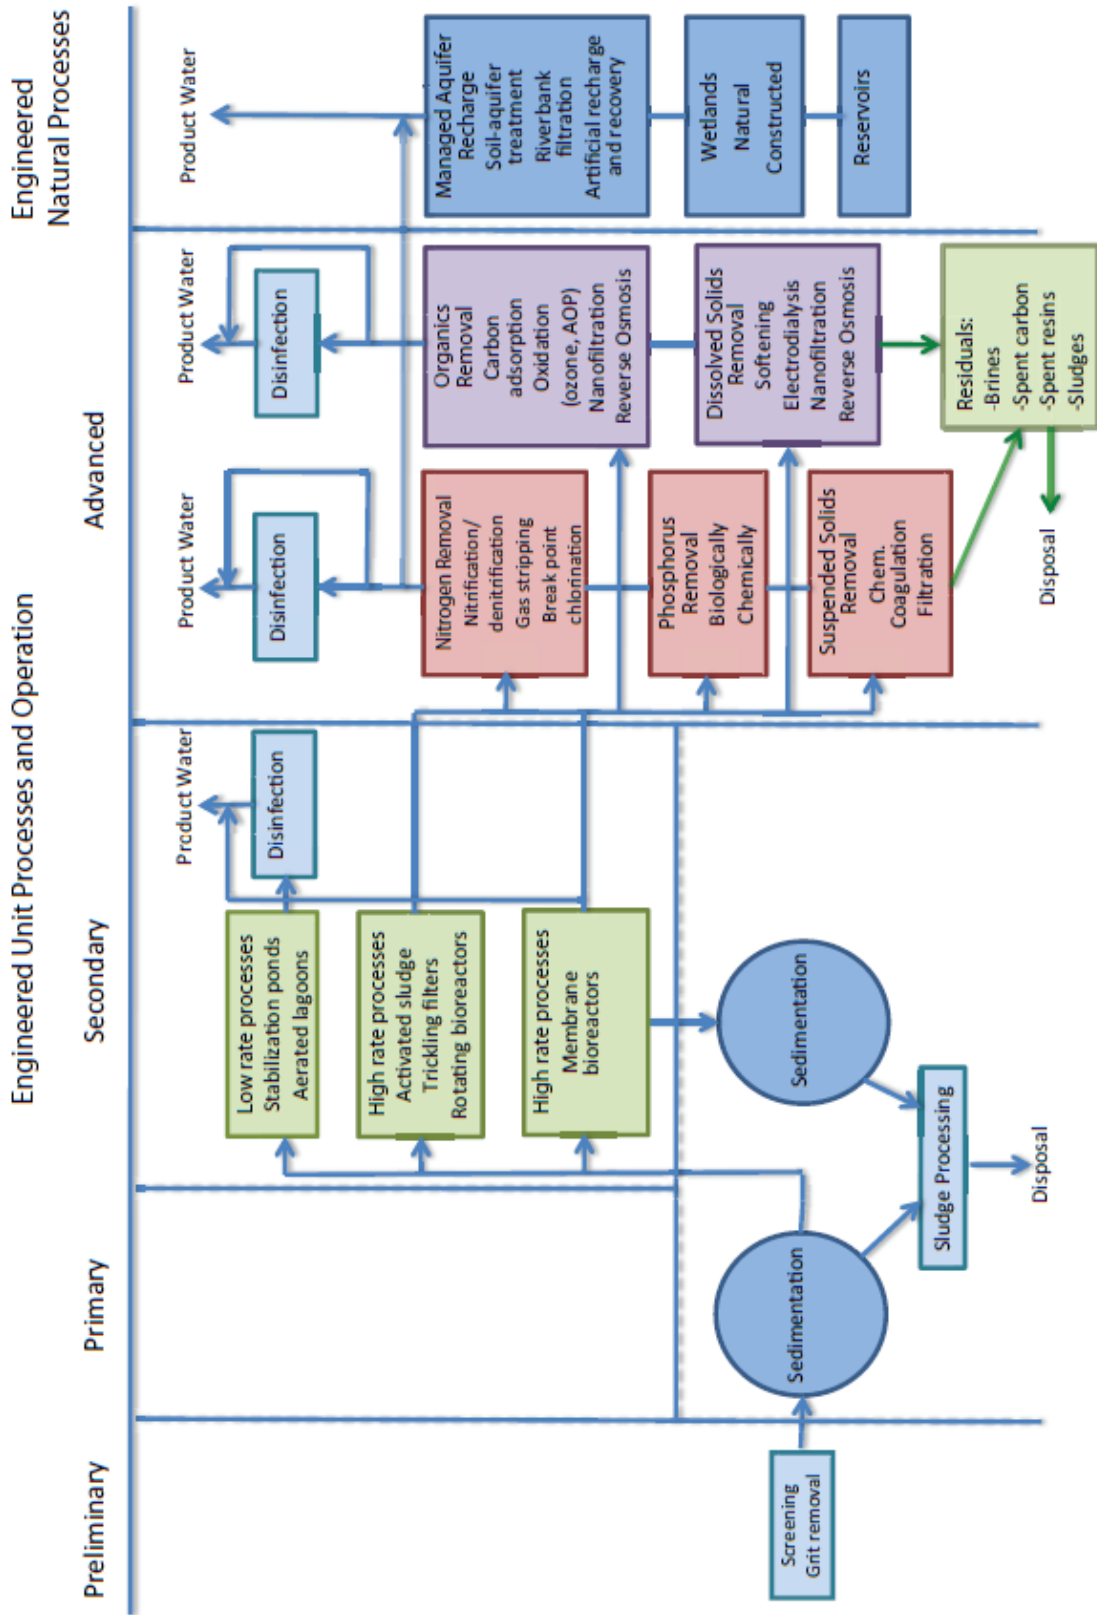 Engineered Unit Processes and Operation
Engineered
Natural Processes
Preliminary
Primary
Secondary
Advanced
Screening
Grit removal
Sedimentation
Sludge Processing
Disposal
Low rate processes
Stabilization ponds
Aerated lagoons
High rate processes
Activated sludge
Trickling filters
Rotating bioreactors
High rate processes
Membrane
bioreactors
Sedimentation
Product Water
Disinfection
Product Water
Disinfection
Nitrogen Removal
Nitrification/
denitrification
Gas stripping
Break point
chlorination
Phosphorus
Removal
Biologically
Chemically
Suspended Solids
Removal
Chem.
Coagulation
Filtration
Disposal
Product Water
Disinfection
Organics
Removal
Carbon
adsorption
Oxidation
(ozone, AOP)
Nanofiltration
Reverse Osmosis
Dissolved Solids
Removal
Softening
Electrodialysis
Nanofiltration
Reverse Osmosis
Residuals:
-Brines
-Spent carbon
-Spent resins
-Sludges
Product Water
Managed Aquifer
Recharge
Soil-aquifer
treatment
Riverbank
filtration
Artificial recharge
and recovery
Wetlands
Natural
Constructed
Reservoirs